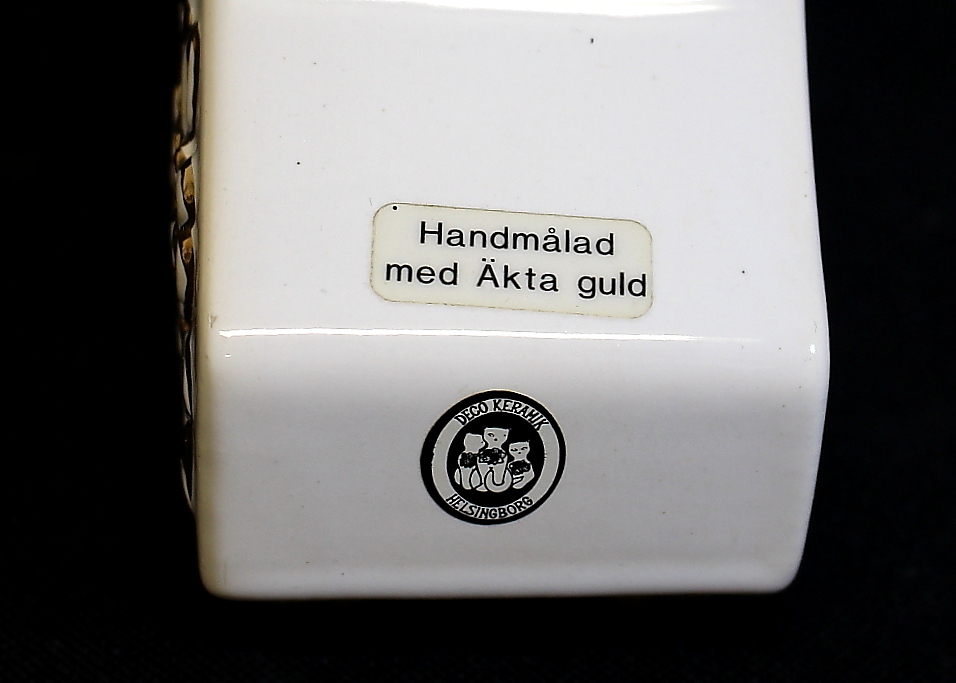 Handmålad
med Äkta guld
DECO KERAMIK
HELSINGBORG